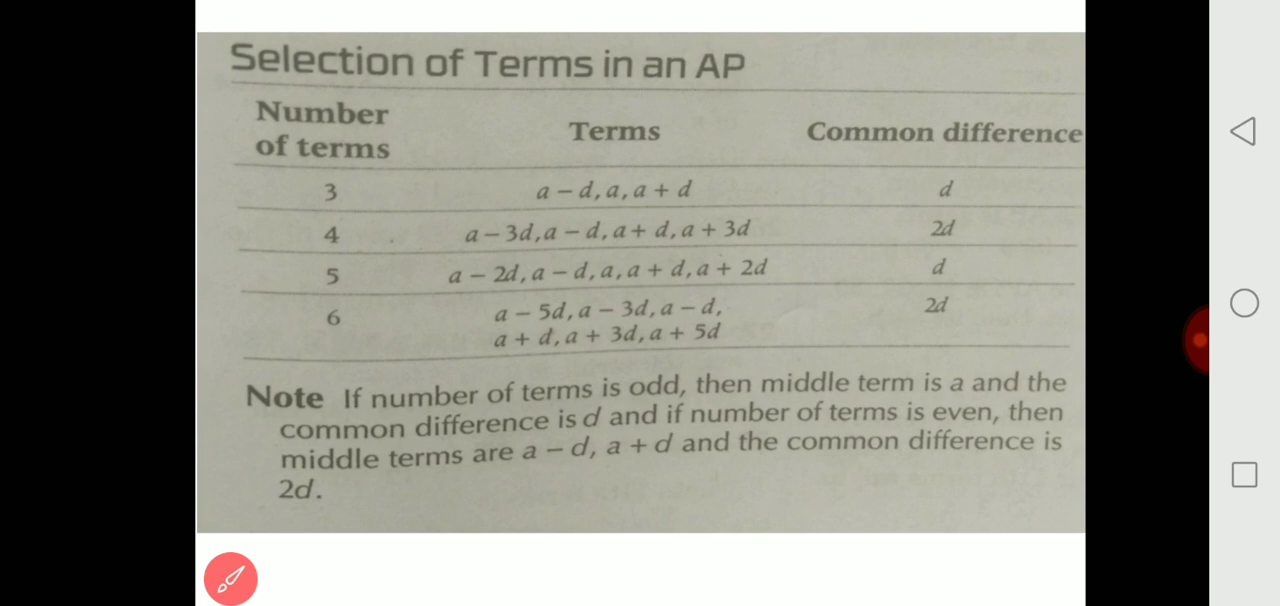 Selection of Terms in an AP
Number
of terms
Terms
Common difference
3
a – d, a, a + d
d
4
a – 3d, a – d, a + d, a + 3d
2d
5
a – 2d, a – d, a, a + d, a + 2d
d
6
a – 5d, a – 3d, a – d,
a + d, a + 3d, a + 5d
2d
Note If number of terms is odd, then middle term is a and the
common difference is d and if number of terms is even, then
middle terms are a – d, a + d and the common difference is
2d.